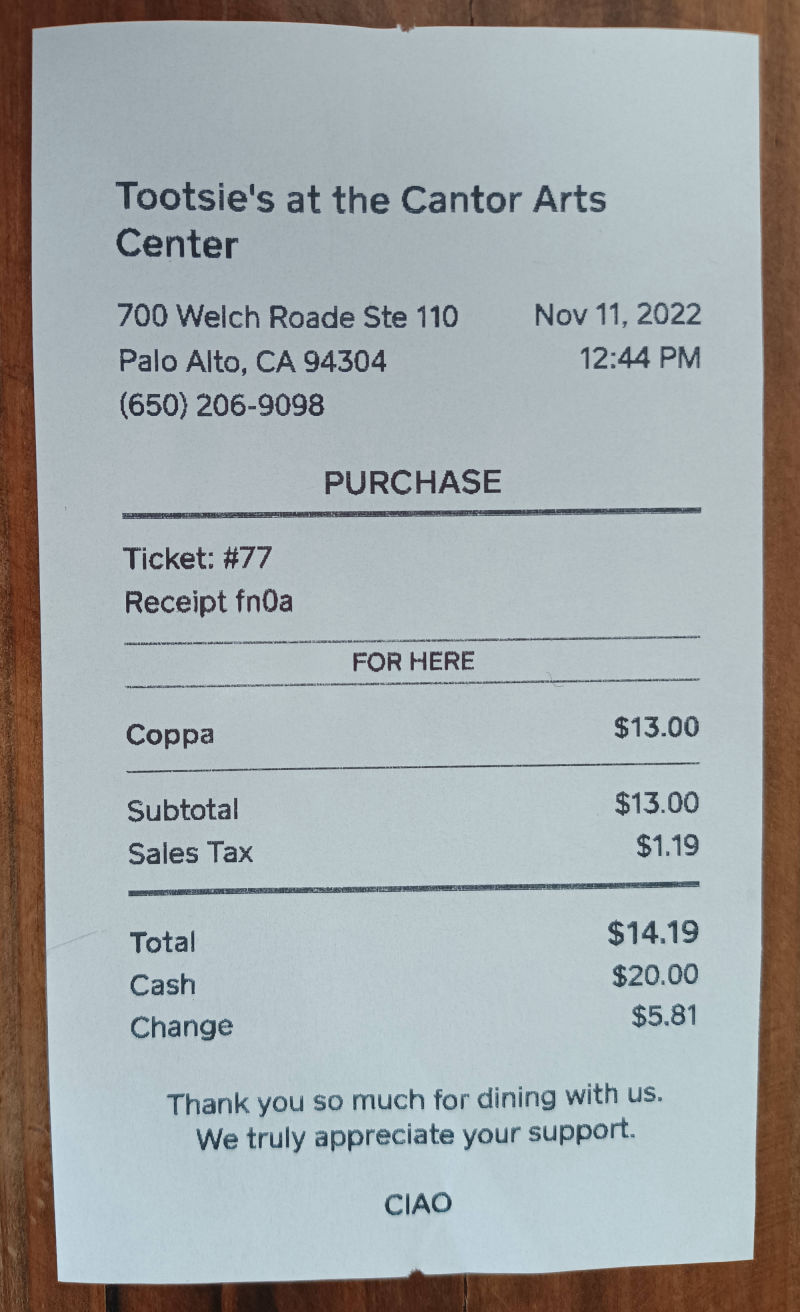 Tootsie's at the Cantor Arts
Center
700 Welch Roade Ste 110 Nov 11, 2022
Palo Alto, CA 94304 12:44 PM
(650) 206-9098
PURCHASE
Ticket: #77
Receipt fn0a
FOR HERE
Coppa $13.00
Subtotal $13.00
Sales Tax $1.19
Total $14.19
Cash $20.00
Change $5.81
Thank you so much for dining with us.
We truly appreciate your support.
CIAO